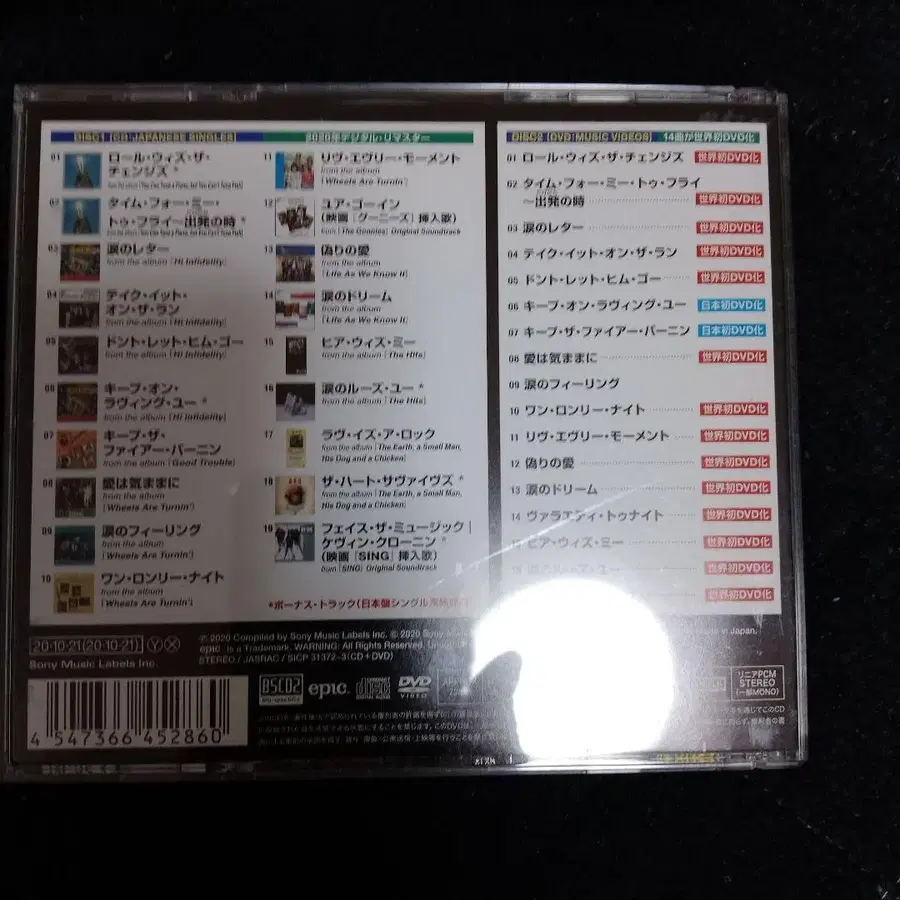 DISC1 [CD: JAPANESE SINGLES]
2020年デジタル・リマスター
01 ロール・ウィズ・ザ・
チェンジズ *
02 タイム・フォー・ミー・
トゥ・フライ〜出発の時 *
03 涙のレター
from the album『Hi Infidelity』
04 テイク・イット・
オン・ザ・ラン
from the album『Hi Infidelity』
05 ドント・レット・ヒム・ゴー
from the album『Hi Infidelity』
06 キープ・オン・
ラヴィング・ユー *
from the album『Hi Infidelity』
07 キープ・ザ・
ファイアー・バーニン
from the album『Good Trouble』
08 愛は気ままに
from the album
『Wheels Are Turnin'』
09 涙のフィーリング
from the album
『Wheels Are Turnin'』
10 ワン・ロンリー・ナイト
from the album
『Wheels Are Turnin'』
11 リヴ・エヴリー・モーメント
from the album
『Wheels Are Turnin'』
12 ユア・ゴーイン
(映画『グーニーズ』挿入歌)
from『The Goonies』Original Soundtrack
13 偽りの愛
from the album
『Life As We Know It』
14 涙のドリーム
from the album
『Life As We Know It』
15 ヒア・ウィズ・ミー
from the album『The Hits』
16 涙のルーズ・ユー *
from the album『The Hits』
17 ラヴ・イズ・ア・ロック
from the album『The Earth, a Small Man,
His Dog and a Chicken』
18 ザ・ハート・サヴァイヴズ *
from the album『The Earth, a Small Man,
His Dog and a Chicken』
19 フェイス・ザ・ミュージック |
ケヴィン・クローニン *
(映画『SING』挿入歌)
from『SING』Original Soundtrack
*ボーナス・トラック(日本盤シングル
DISC2 [DVD: MUSIC VIDEOS] 14曲が世界初DVD化
01 ロール・ウィズ・ザ・チェンジズ 世界初DVD化
02 タイム・フォー・ミー・トゥ・フライ
〜出発の時 世界初DVD化
03 涙のレター 世界初DVD化
04 テイク・イット・オン・ザ・ラン 世界初DVD化
05 ドント・レット・ヒム・ゴー 世界初DVD化
06 キープ・オン・ラヴィング・ユー 日本初DVD化
07 キープ・ザ・ファイアー・バーニン 日本初DVD化
08 愛は気ままに 世界初DVD化
09 涙のフィーリング
10 ワン・ロンリー・ナイト 世界初DVD化
11 リヴ・エヴリー・モーメント 世界初DVD化
12 偽りの愛 世界初DVD化
13 涙のドリーム 世界初DVD化
14 ヴァラエティ・トゥナイト 世界初DVD化
15 ヒア・ウィズ・ミー 世界初DVD化
世界初DVD化
世界初DVD化
20・10・21(20・10・21) Ⓨ Ⓧ
Sony Music Labels Inc.
℗ 2020 Compiled by Sony Music Labels Inc. © 2020 Sony
epic. is a Trademark. WARNING: All Rights Reserved.
STEREO / JASRAC / SICP 31372~3(CD+DVD)
in Japan.
BSCD2 epic. disc DVD VIDEO
リニアPCM
STEREO
(一部MONO)
4 547366 452860